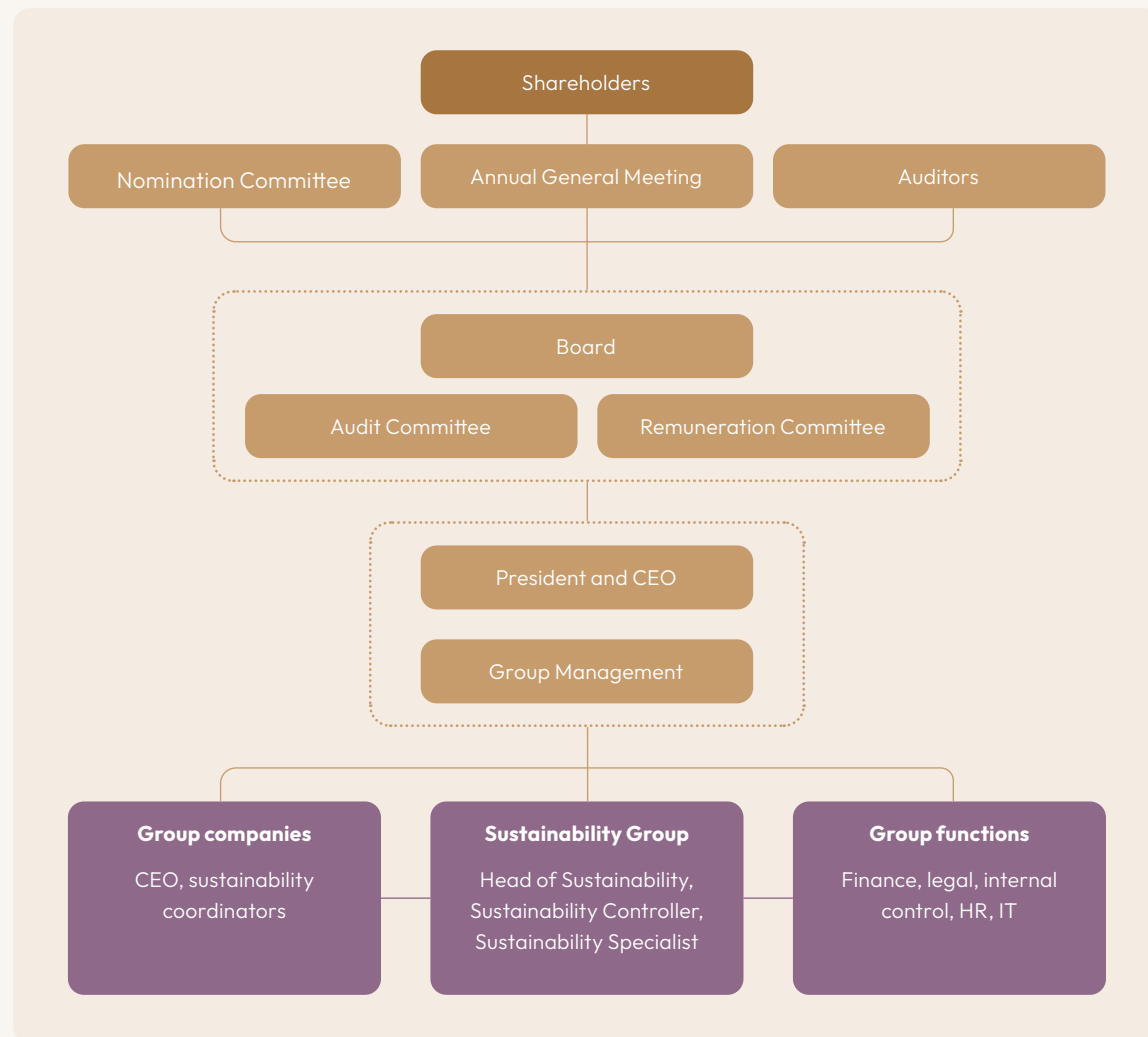 Shareholders
Nomination Committee
Annual General Meeting
Auditors
Board
Audit Committee
Remuneration Committee
President and CEO
Group Management
Group companies
CEO, sustainability
coordinators
Sustainability Group
Head of Sustainability,
Sustainability Controller,
Sustainability Specialist
Group functions
Finance, legal, internal
control, HR, IT